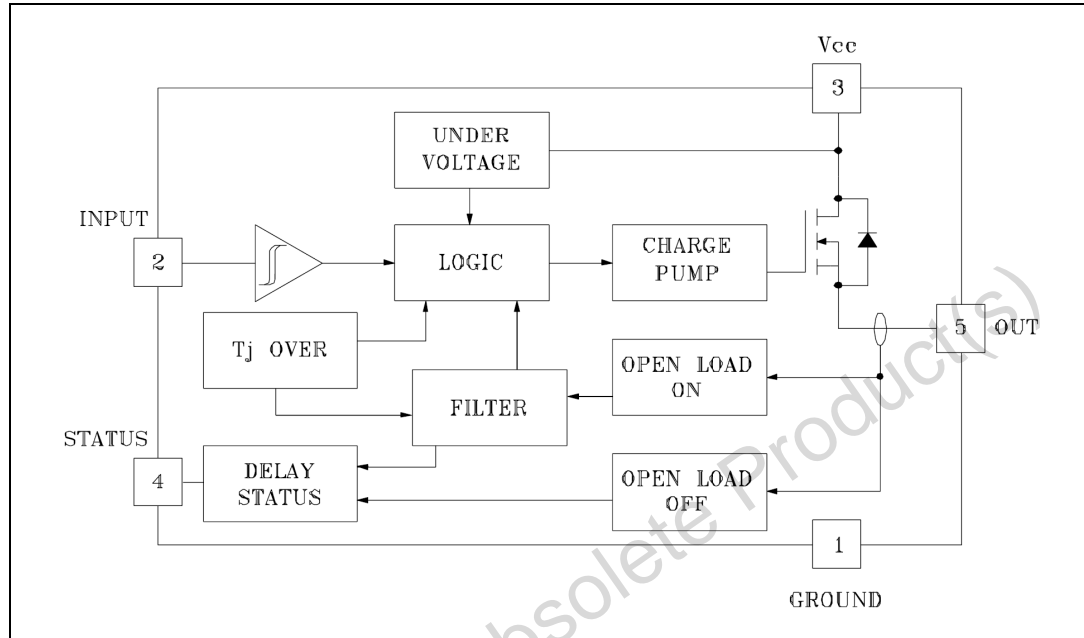 Vcc
3
UNDER
VOLTAGE
INPUT
2
LOGIC
CHARGE
PUMP
Tj OVER
FILTER
OPEN LOAD
ON
5
OUT
STATUS
4
DELAY
STATUS
OPEN LOAD
OFF
1
GROUND
bsolete Product(s)